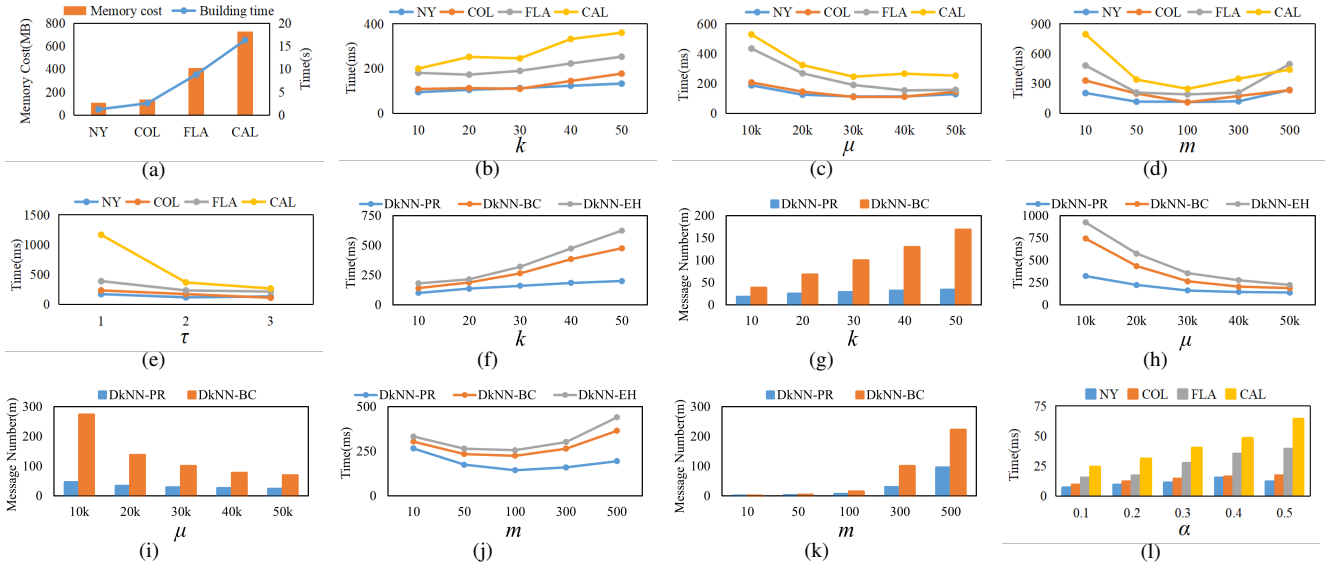 Memory cost Building time
Memory Cost(MB)
800
600
400
200
0
20
15
10
5
0
Time(s)
NY COL FLA CAL
(a)
NY COL FLA CAL
Time(ms)
400
200
0
10 20 30 40 50
k
(b)
NY COL FLA CAL
Time(ms)
600
400
200
0
10k 20k 30k 40k 50k
μ
(c)
NY COL FLA CAL
Time(ms)
900
600
300
0
10 50 100 300 500
m
(d)
NY COL FLA CAL
Time(ms)
1500
1000
500
0
1 2 3
τ
(e)
DkNN-PR DkNN-BC DkNN-EH
Time(ms)
750
500
250
0
10 20 30 40 50
k
(f)
DkNN-PR DkNN-BC
Message Number(m)
200
150
100
50
0
10 20 30 40 50
k
(g)
DkNN-PR DkNN-BC DkNN-EH
Time(ms)
1000
750
500
250
0
10k 20k 30k 40k 50k
μ
(h)
DkNN-PR DkNN-BC
Message Number(m)
300
200
100
0
10k 20k 30k 40k 50k
μ
(i)
DkNN-PR DkNN-BC DkNN-EH
Time(ms)
500
250
0
10 50 100 300 500
m
(j)
DkNN-PR DkNN-BC
Message Number(m)
300
200
100
0
10 50 100 300 500
m
(k)
NY COL FLA CAL
Time(ms)
75
50
25
0
0.1 0.2 0.3 0.4 0.5
α
(l)